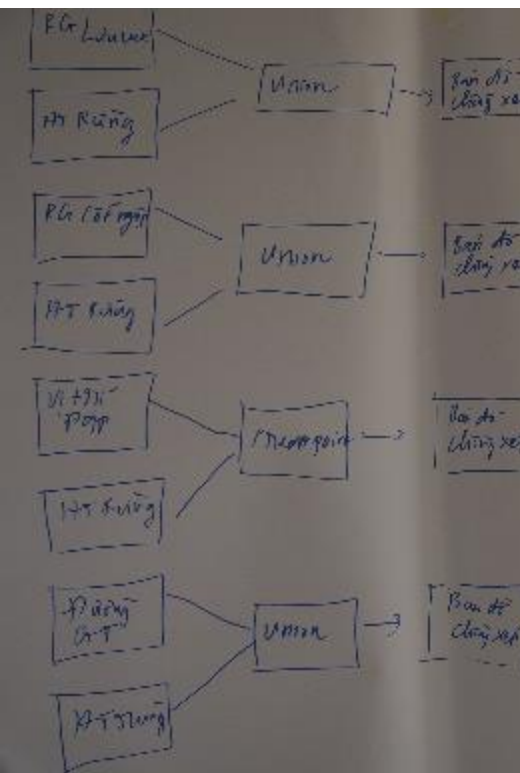 RG
HT Rừng
Union
Bản đồ
chồng xế
RG
HT Rừng
Union
Bản đồ
chồng xế
Vị trí
HT Rừng
Bản đồ
chồng xế
Đường
GT
HT Rừng
Union
Bản đồ
chồng xếp